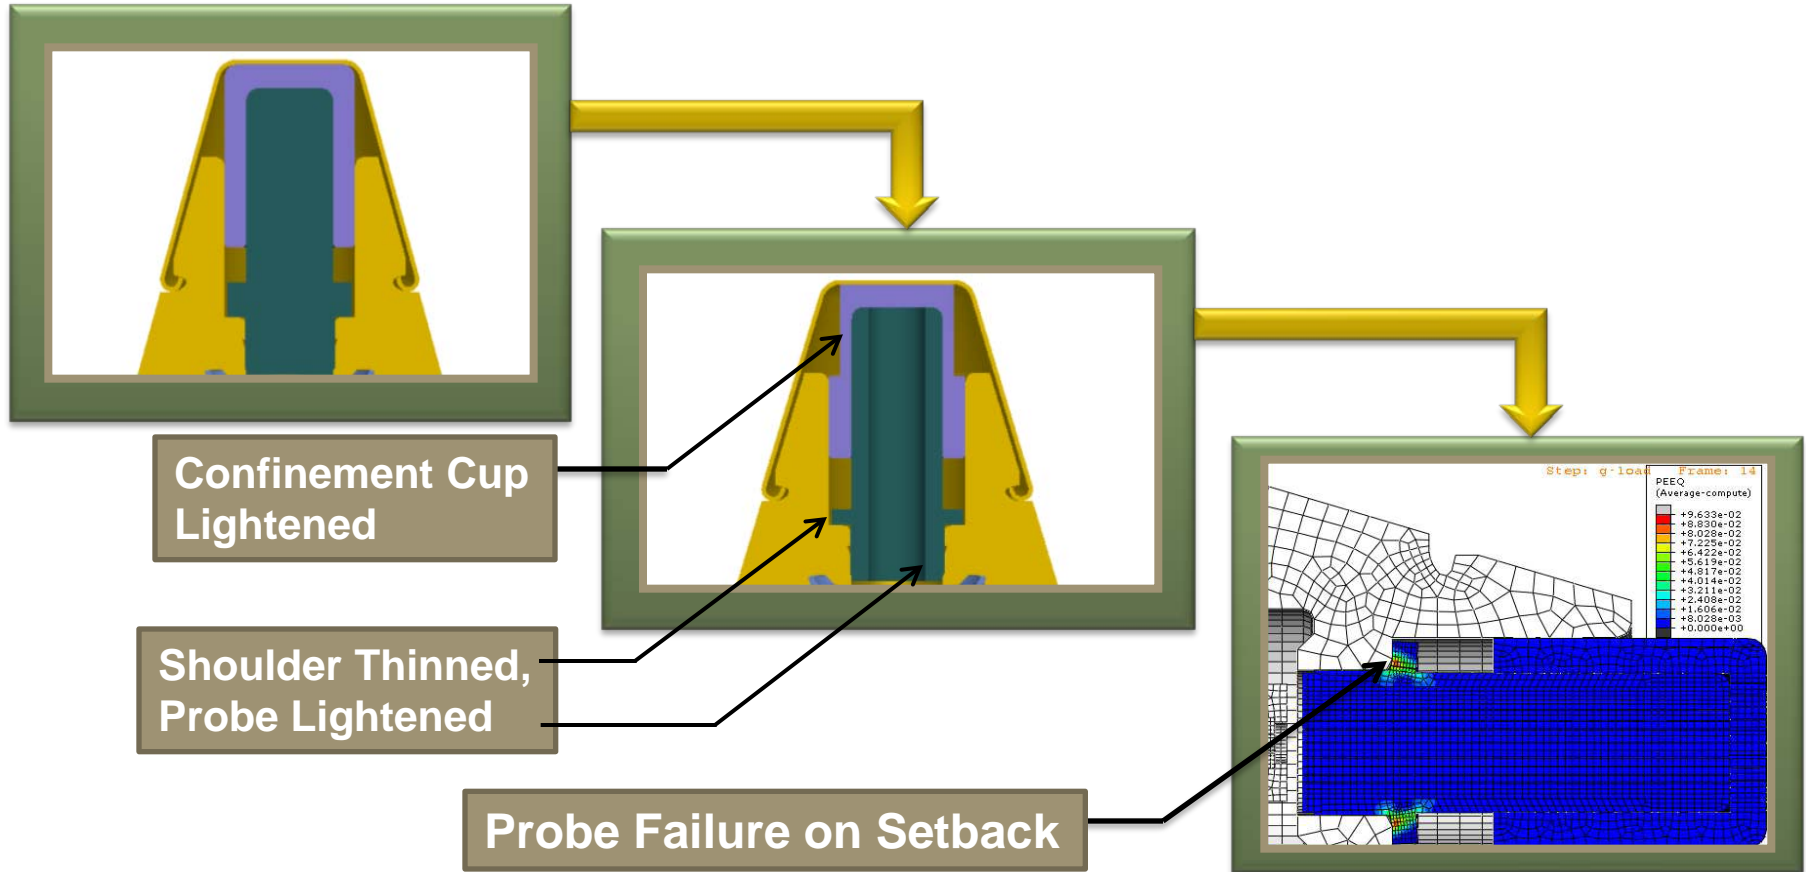 Confinement Cup
Lightened
Shoulder Thinned,
Probe Lightened
Probe Failure on Setback
Step: g-load Frame: 14
PEEQ
(Average-compute)
+9.633e-02
+8.830e-02
+8.028e-02
+7.225e-02
+6.422e-02
+5.619e-02
+4.817e-02
+4.014e-02
+3.211e-02
+2.408e-02
+1.606e-02
+8.028e-03
+0.000e+00